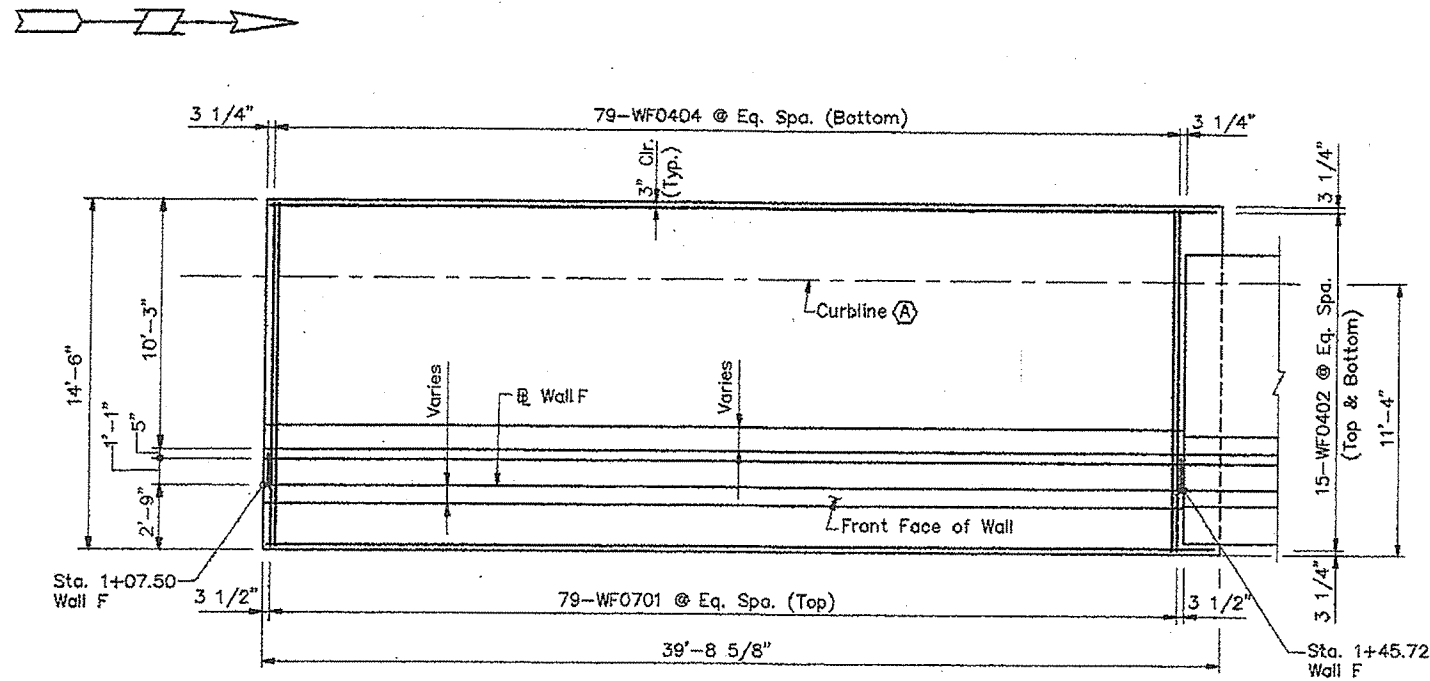 79-WF0404 @ Eq. Spa. (Bottom)
3 1/4"
3 1/4"
3" Clr.
(Typ.)
3 1/4"
14'-6"
10'-3"
1'-1"
5"
2'-9"
Curbline A
Varies
Varies
Wall F
Front Face of Wall
15-WF0402 @ Eq. Spa.
(Top & Bottom)
11'-4"
3 1/4"
Sta. 1+07.50
Wall F
3 1/2"
79-WF0701 @ Eq. Spa. (Top)
3 1/2"
39'-8 5/8"
Sta. 1+45.72
Wall F